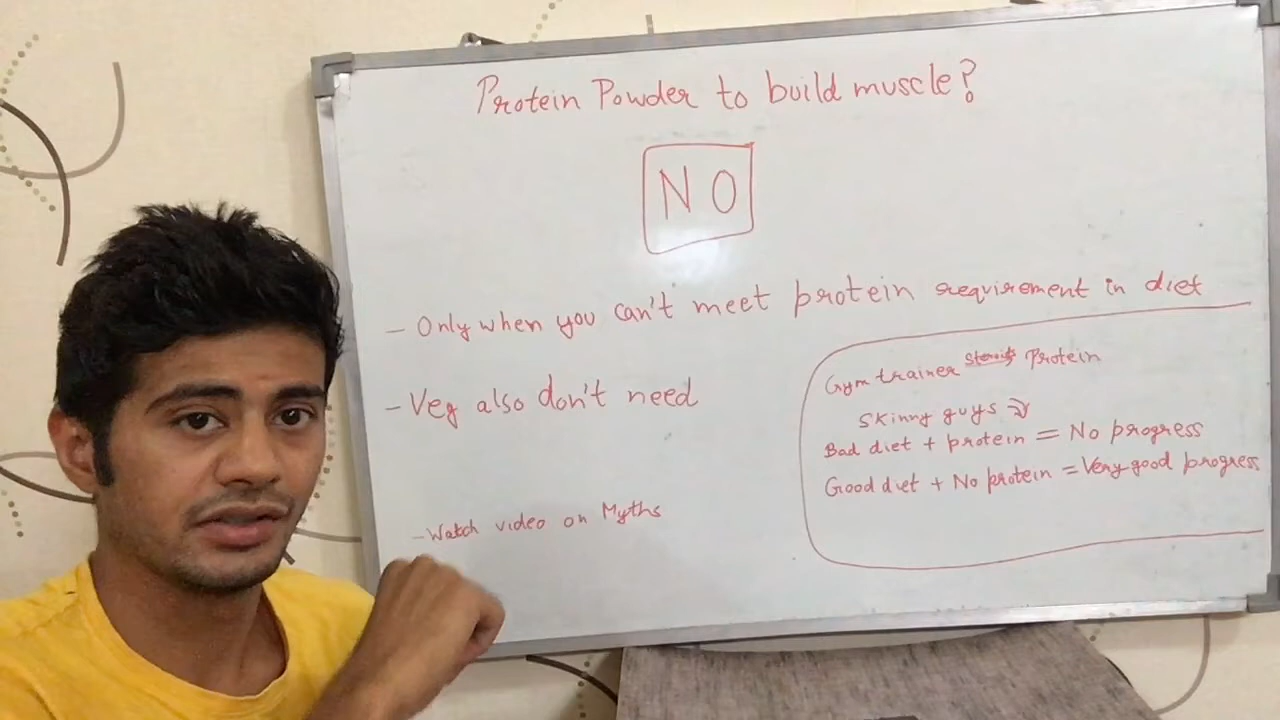 Protein Powder to build muscle?
NO
- Only when you can't meet protein requirement in diet
- Veg also don't need
- Watch video on Myths
Gym trainer Protein
Skinny guys
Bad diet + protein = No progress
Good diet + No protein = Very good progress